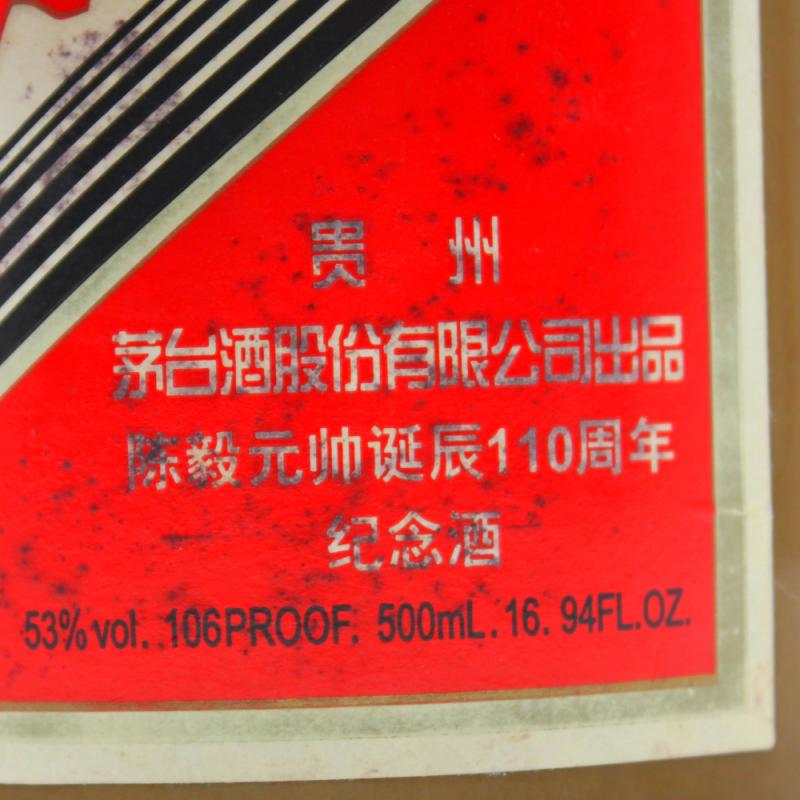 贵州
茅台酒股份有限公司出品
陈毅元帅诞辰110周年
纪念酒
53%vol. 106PROOF. 500mL. 16. 94FL.OZ.